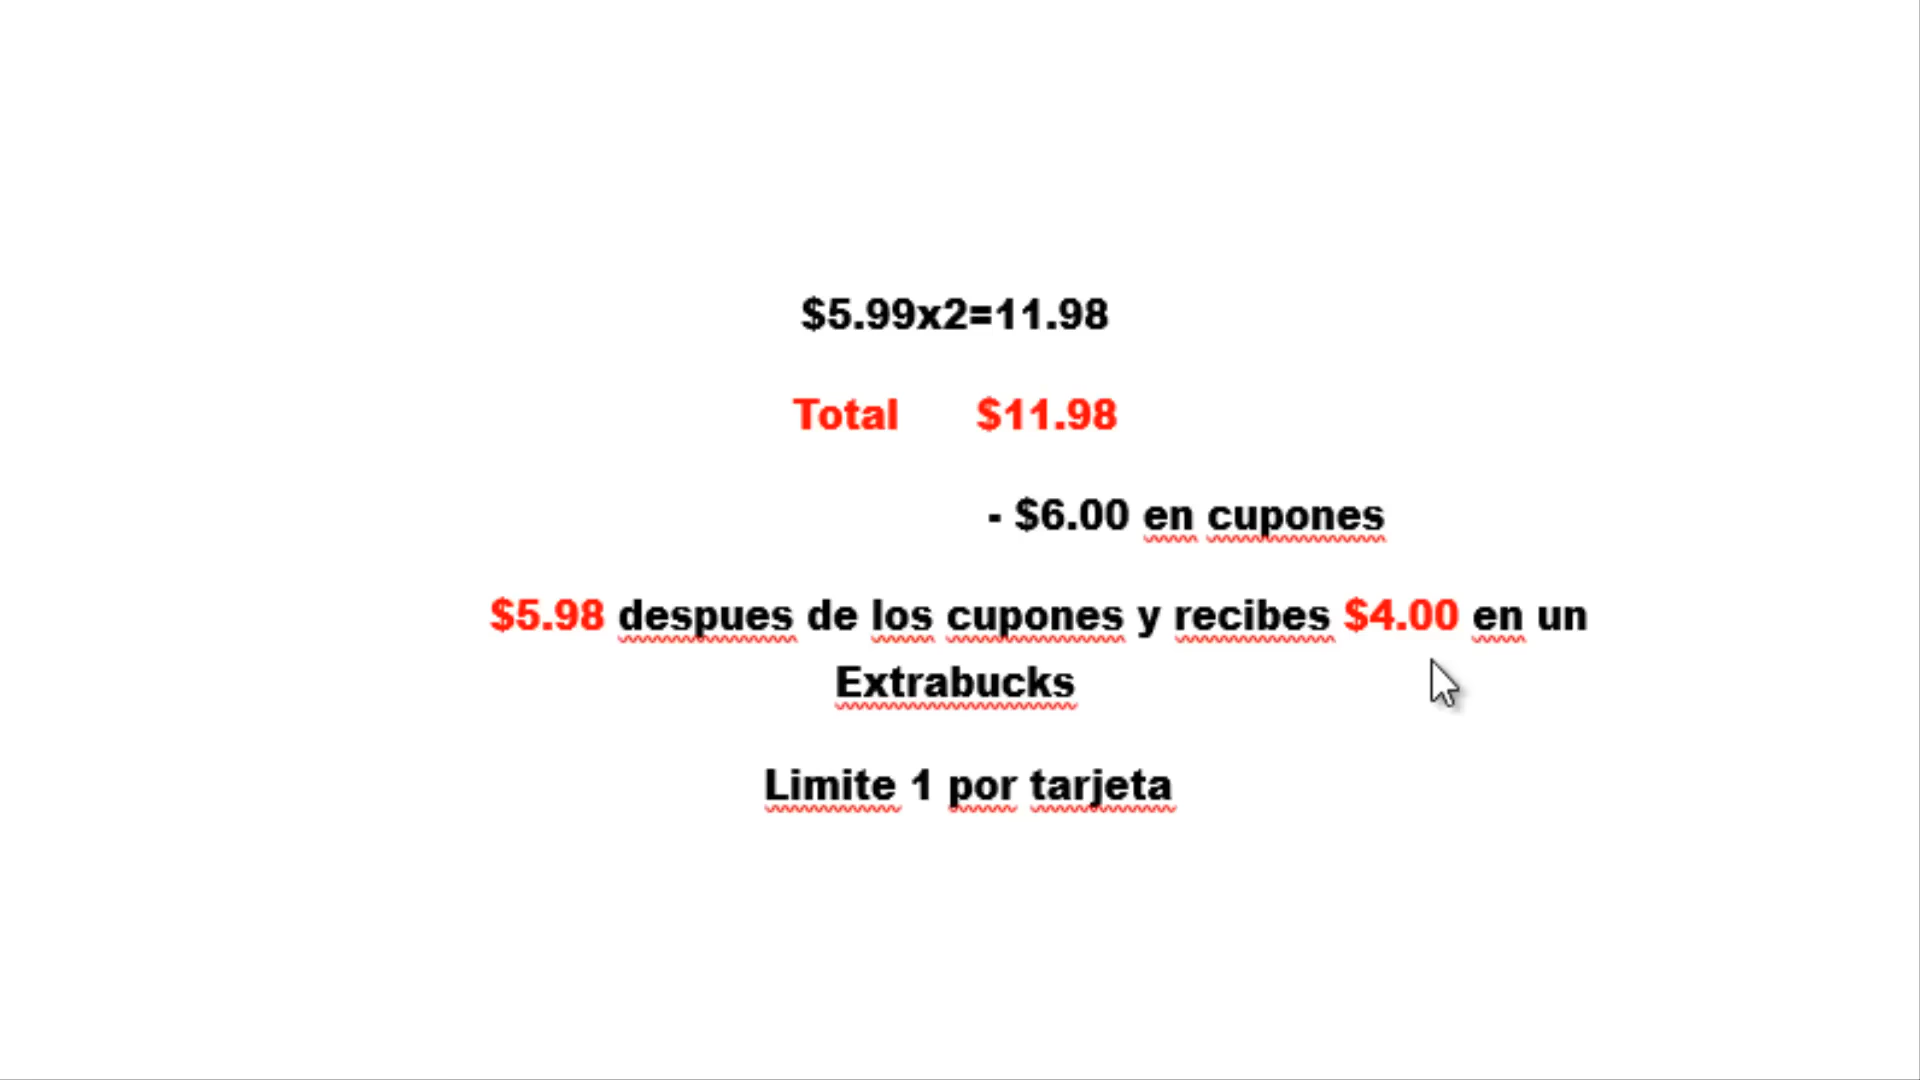 $5.99x2=11.98
Total $11.98
- $6.00 en cupones
$5.98 despues de los cupones y recibes $4.00 en un
Extrabucks
Limite 1 por tarjeta